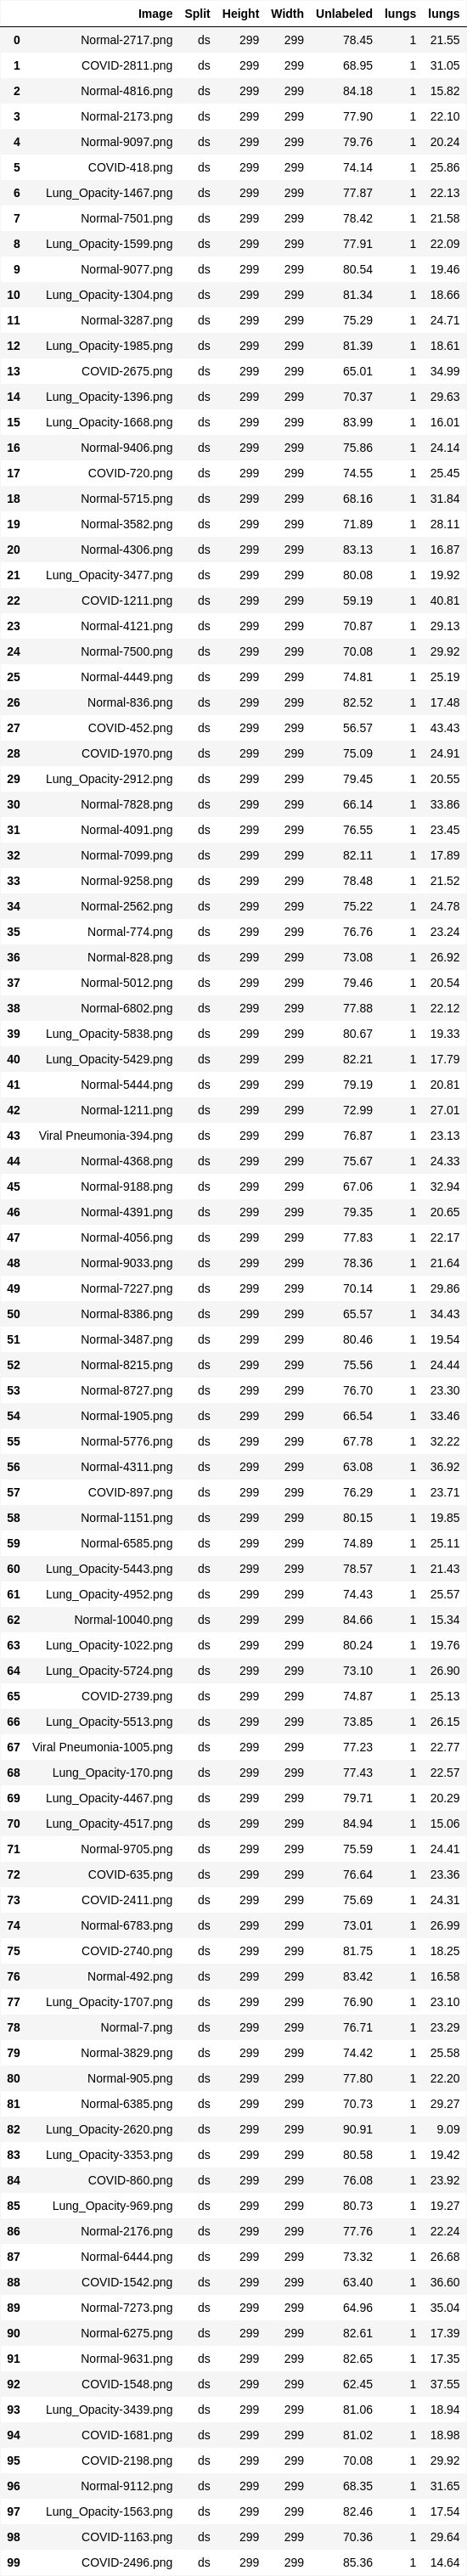 Image Split Height Width Unlabeled lungs lungs
0 Normal-2717.png ds 299 299 78.45 1 21.55
1 COVID-2811.png ds 299 299 68.95 1 31.05
2 Normal-4816.png ds 299 299 84.18 1 15.82
3 Normal-2173.png ds 299 299 77.90 1 22.10
4 Normal-9097.png ds 299 299 79.76 1 20.24
5 COVID-418.png ds 299 299 74.14 1 25.86
6 Lung_Opacity-1467.png ds 299 299 77.87 1 22.13
7 Normal-7501.png ds 299 299 78.42 1 21.58
8 Lung_Opacity-1599.png ds 299 299 77.91 1 22.09
9 Normal-9077.png ds 299 299 80.54 1 19.46
10 Lung_Opacity-1304.png ds 299 299 81.34 1 18.66
11 Normal-3287.png ds 299 299 75.29 1 24.71
12 Lung_Opacity-1985.png ds 299 299 81.39 1 18.61
13 COVID-2675.png ds 299 299 65.01 1 34.99
14 Lung_Opacity-1396.png ds 299 299 70.37 1 29.63
15 Lung_Opacity-1668.png ds 299 299 83.99 1 16.01
16 Normal-9406.png ds 299 299 75.86 1 24.14
17 COVID-720.png ds 299 299 74.55 1 25.45
18 Normal-5715.png ds 299 299 68.16 1 31.84
19 Normal-3582.png ds 299 299 71.89 1 28.11
20 Normal-4306.png ds 299 299 83.13 1 16.87
21 Lung_Opacity-3477.png ds 299 299 80.08 1 19.92
22 COVID-1211.png ds 299 299 59.19 1 40.81
23 Normal-4121.png ds 299 299 70.87 1 29.13
24 Normal-7500.png ds 299 299 70.08 1 29.92
25 Normal-4449.png ds 299 299 74.81 1 25.19
26 Normal-836.png ds 299 299 82.52 1 17.48
27 COVID-452.png ds 299 299 56.57 1 43.43
28 COVID-1970.png ds 299 299 75.09 1 24.91
29 Lung_Opacity-2912.png ds 299 299 79.45 1 20.55
30 Normal-7828.png ds 299 299 66.14 1 33.86
31 Normal-4091.png ds 299 299 76.55 1 23.45
32 Normal-7099.png ds 299 299 82.11 1 17.89
33 Normal-9258.png ds 299 299 78.48 1 21.52
34 Normal-2562.png ds 299 299 75.22 1 24.78
35 Normal-774.png ds 299 299 76.76 1 23.24
36 Normal-828.png ds 299 299 73.08 1 26.92
37 Normal-5012.png ds 299 299 79.46 1 20.54
38 Normal-6802.png ds 299 299 77.88 1 22.12
39 Lung_Opacity-5838.png ds 299 299 80.67 1 19.33
40 Lung_Opacity-5429.png ds 299 299 82.21 1 17.79
41 Normal-5444.png ds 299 299 79.19 1 20.81
42 Normal-1211.png ds 299 299 72.99 1 27.01
43 Viral Pneumonia-394.png ds 299 299 76.87 1 23.13
44 Normal-4368.png ds 299 299 75.67 1 24.33
45 Normal-9188.png ds 299 299 67.06 1 32.94
46 Normal-4391.png ds 299 299 79.35 1 20.65
47 Normal-4056.png ds 299 299 77.83 1 22.17
48 Normal-9033.png ds 299 299 78.36 1 21.64
49 Normal-7227.png ds 299 299 70.14 1 29.86
50 Normal-8386.png ds 299 299 65.57 1 34.43
51 Normal-3487.png ds 299 299 80.46 1 19.54
52 Normal-8215.png ds 299 299 75.56 1 24.44
53 Normal-8727.png ds 299 299 76.70 1 23.30
54 Normal-1905.png ds 299 299 66.54 1 33.46
55 Normal-5776.png ds 299 299 67.78 1 32.22
56 Normal-4311.png ds 299 299 63.08 1 36.92
57 COVID-897.png ds 299 299 76.29 1 23.71
58 Normal-1151.png ds 299 299 80.15 1 19.85
59 Normal-6585.png ds 299 299 74.89 1 25.11
60 Lung_Opacity-5443.png ds 299 299 78.57 1 21.43
61 Lung_Opacity-4952.png ds 299 299 74.43 1 25.57
62 Normal-10040.png ds 299 299 84.66 1 15.34
63 Lung_Opacity-1022.png ds 299 299 80.24 1 19.76
64 Lung_Opacity-5724.png ds 299 299 73.10 1 26.90
65 COVID-2739.png ds 299 299 74.87 1 25.13
66 Lung_Opacity-5513.png ds 299 299 73.85 1 26.15
67 Viral Pneumonia-1005.png ds 299 299 77.23 1 22.77
68 Lung_Opacity-170.png ds 299 299 77.43 1 22.57
69 Lung_Opacity-4467.png ds 299 299 79.71 1 20.29
70 Lung_Opacity-4517.png ds 299 299 84.94 1 15.06
71 Normal-9705.png ds 299 299 75.59 1 24.41
72 COVID-635.png ds 299 299 76.64 1 23.36
73 COVID-2411.png ds 299 299 75.69 1 24.31
74 Normal-6783.png ds 299 299 73.01 1 26.99
75 COVID-2740.png ds 299 299 81.75 1 18.25
76 Normal-492.png ds 299 299 83.42 1 16.58
77 Lung_Opacity-1707.png ds 299 299 76.90 1 23.10
78 Normal-7.png ds 299 299 76.71 1 23.29
79 Normal-3829.png ds 299 299 74.42 1 25.58
80 Normal-905.png ds 299 299 77.80 1 22.20
81 Normal-6385.png ds 299 299 70.73 1 29.27
82 Lung_Opacity-2620.png ds 299 299 90.91 1 9.09
83 Lung_Opacity-3353.png ds 299 299 80.58 1 19.42
84 COVID-860.png ds 299 299 76.08 1 23.92
85 Lung_Opacity-969.png ds 299 299 80.73 1 19.27
86 Normal-2176.png ds 299 299 77.76 1 22.24
87 Normal-6444.png ds 299 299 73.32 1 26.68
88 COVID-1542.png ds 299 299 63.40 1 36.60
89 Normal-7273.png ds 299 299 64.96 1 35.04
90 Normal-6275.png ds 299 299 82.61 1 17.39
91 Normal-9631.png ds 299 299 82.65 1 17.35
92 COVID-1548.png ds 299 299 62.45 1 37.55
93 Lung_Opacity-3439.png ds 299 299 81.06 1 18.94
94 COVID-1681.png ds 299 299 81.02 1 18.98
95 COVID-2198.png ds 299 299 70.08 1 29.92
96 Normal-9112.png ds 299 299 68.35 1 31.65
97 Lung_Opacity-1563.png ds 299 299 82.46 1 17.54
98 COVID-1163.png ds 299 299 70.36 1 29.64
99 COVID-2496.png ds 299 299 85.36 1 14.64